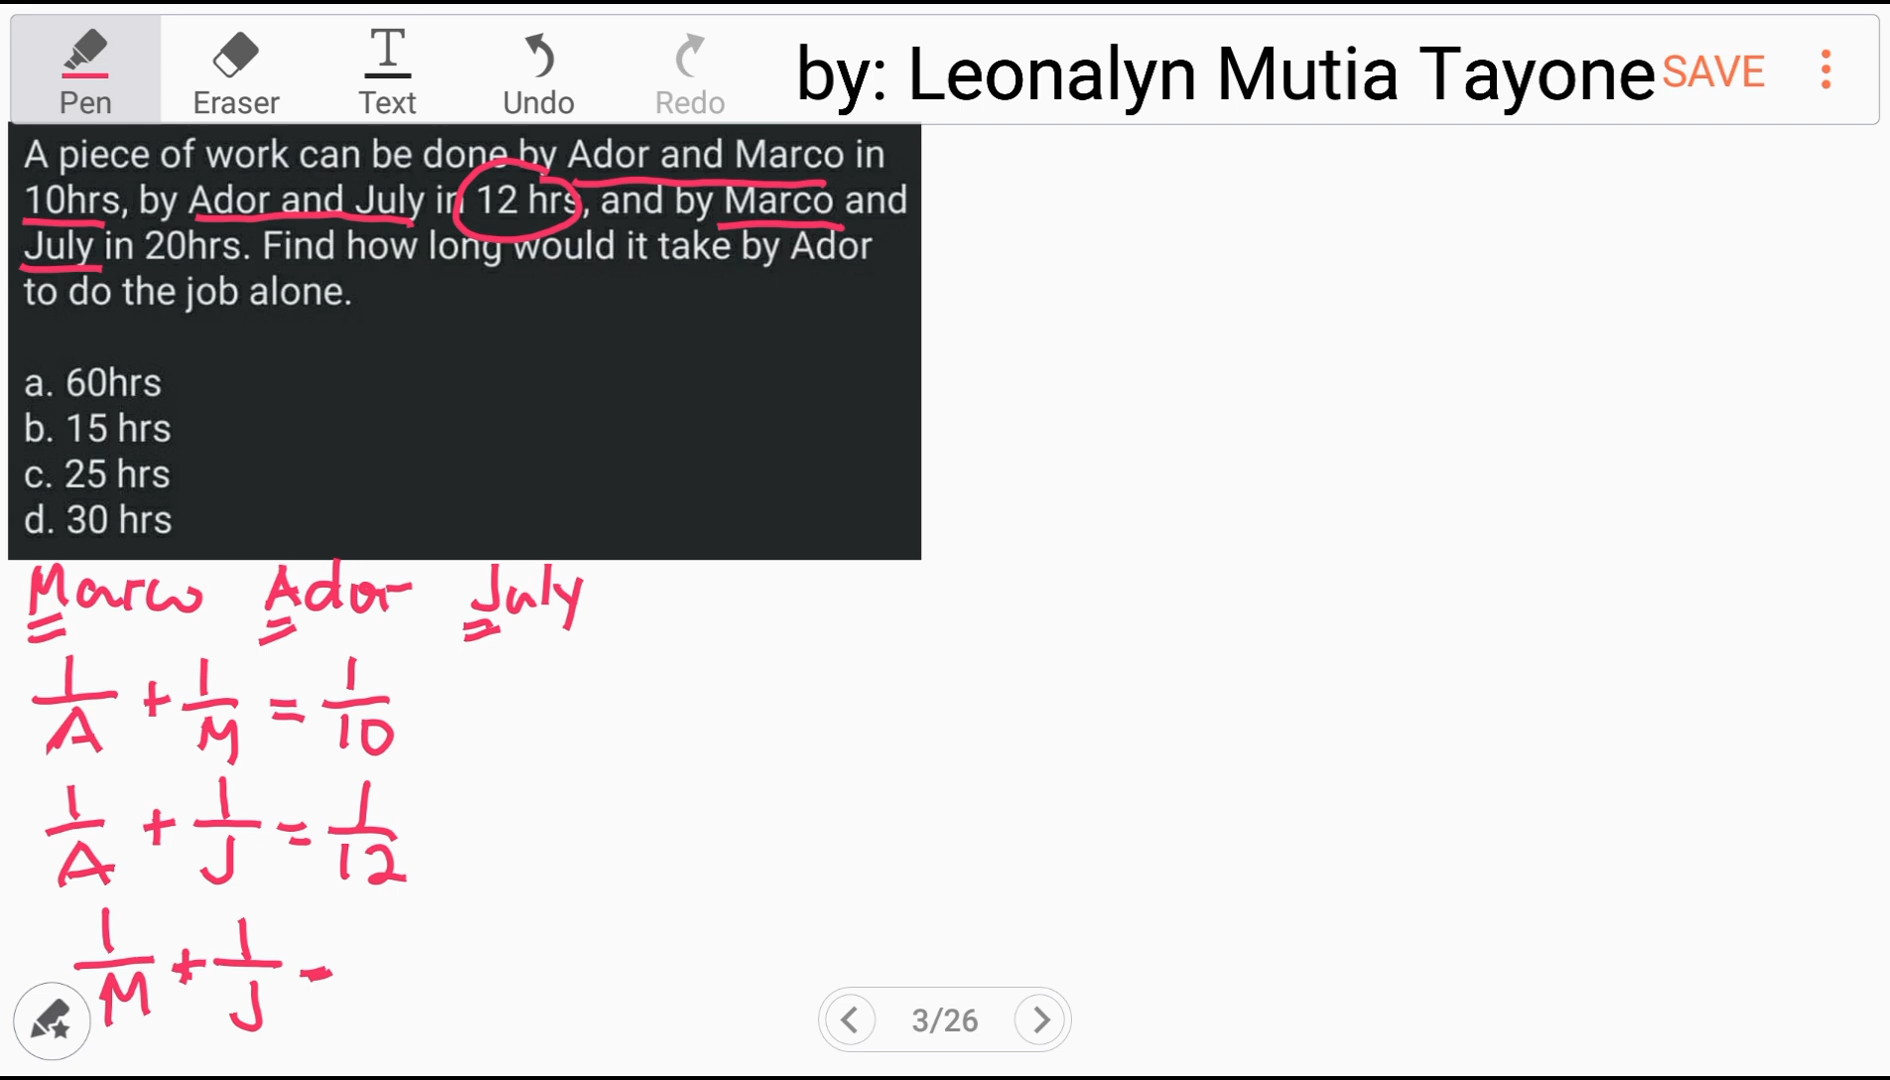 Pen Eraser Text Undo Redo by: Leonalyn Mutia Tayone SAVE
A piece of work can be done by Ador and Marco in
10hrs, by Ador and July in 12 hrs, and by Marco and
July in 20hrs. Find how long would it take by Ador
to do the job alone.
a. 60hrs
b. 15 hrs
c. 25 hrs
d. 30 hrs
Marco Ador July
1/A + 1/M = 1/10
1/A + 1/J = 1/12
1/M + 1/J -
3/26